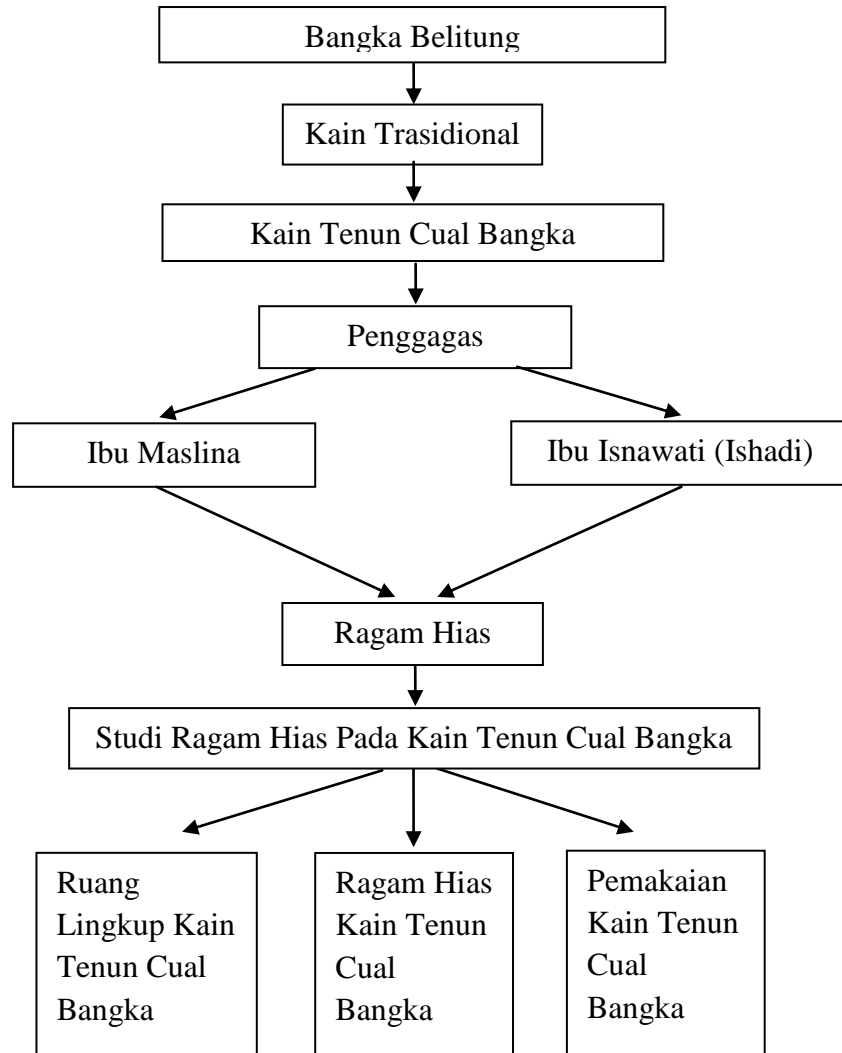 Bangka Belitung
Kain Trasidional
Kain Tenun Cual Bangka
Penggagas
Ibu Maslina
Ibu Isnawati (Ishadi)
Ragam Hias
Studi Ragam Hias Pada Kain Tenun Cual Bangka
Ruang
Lingkup Kain
Tenun Cual
Bangka
Ragam Hias
Kain Tenun
Cual
Bangka
Pemakaian
Kain Tenun
Cual
Bangka